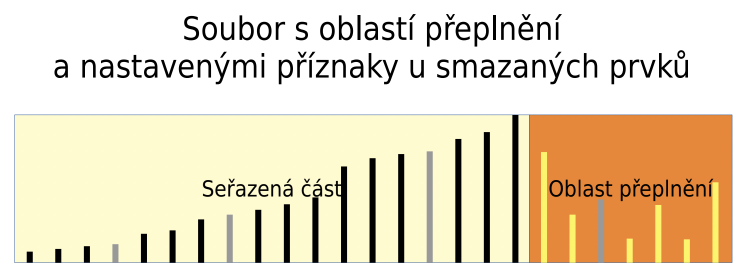 Soubor s oblastí přeplnění
a nastavenými příznaky u smazaných prvků
Seřazená část
Oblast přeplnění